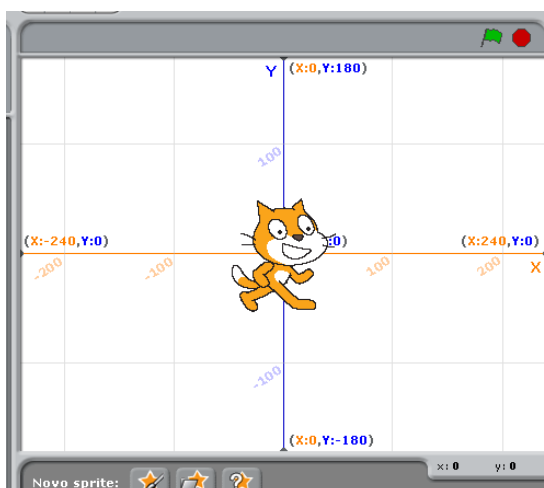 Y (X:0,Y:180)
100
(X:-240,Y:0) :0) (X:240,Y:0)
-200 -100 100 200 X
-100
(X:0,Y:-180)
x: 0 y: 0
Novo sprite: